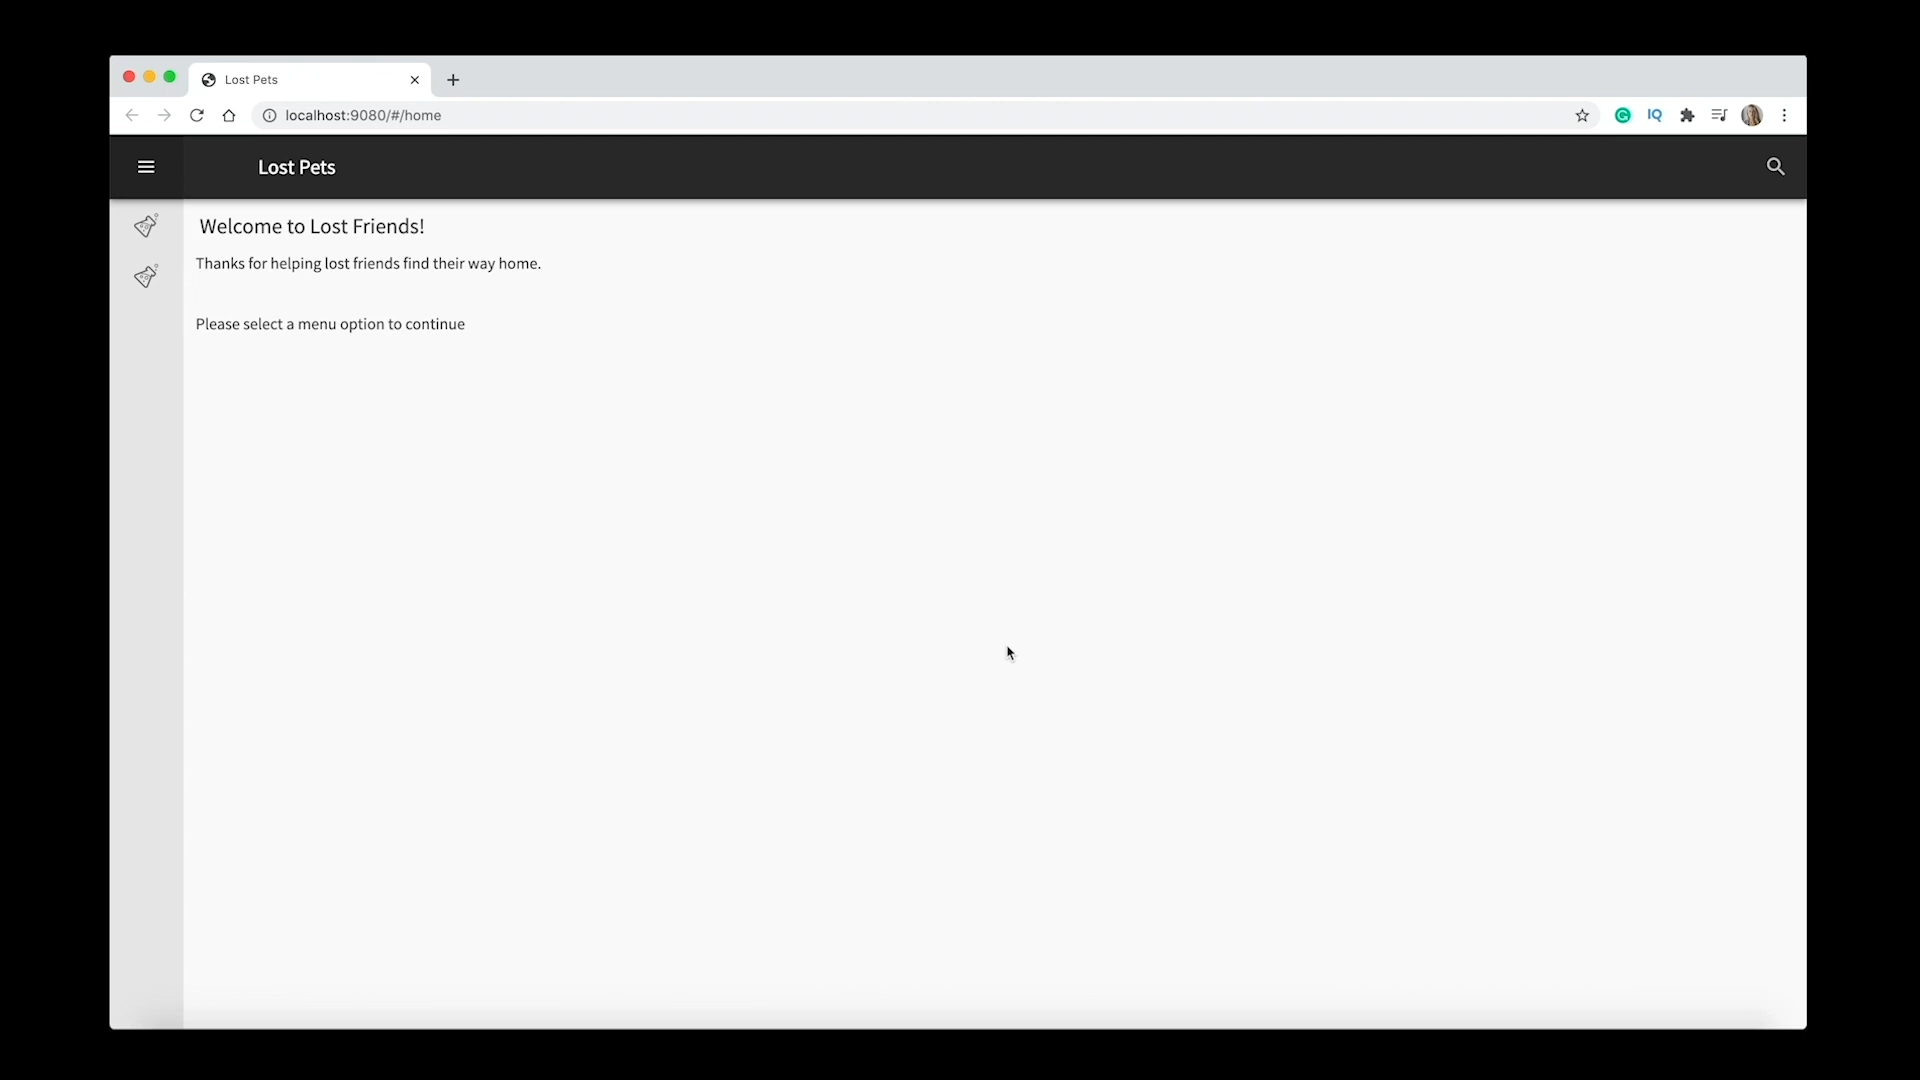 Lost Pets
localhost:9080/#/home
IQ
Lost Pets
Welcome to Lost Friends!
Thanks for helping lost friends find their way home.
Please select a menu option to continue